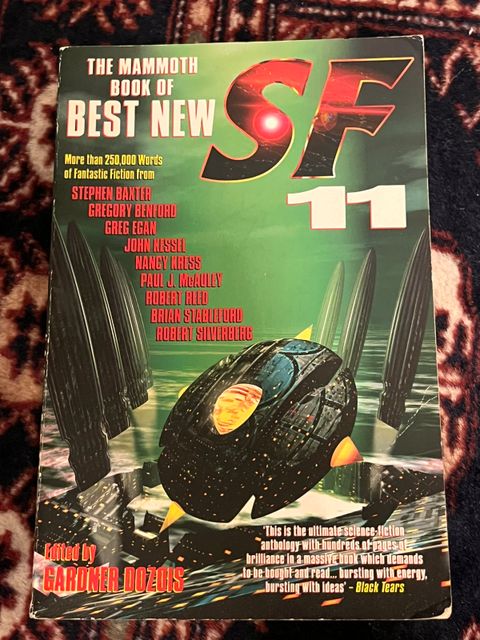 THE MAMMOTH
BOOK OF
BEST NEW
SF
11
More than 250,000 Words
of Fantastic Fiction from
STEPHEN BAXTER
GREGORY BENFORD
GREG EGAN
JOHN KESSEL
NANCY KRESS
PAUL J. McAULEY
ROBERT REED
BRIAN STABLEFORD
ROBERT SILVERBERG
Edited by
GARDNER DOZOIS
'This is the ultimate science-fiction
anthology with hundreds of pages of
brilliance in a massive book which demands
to be bought and read... bursting with energy,
bursting with ideas' – Black Tears